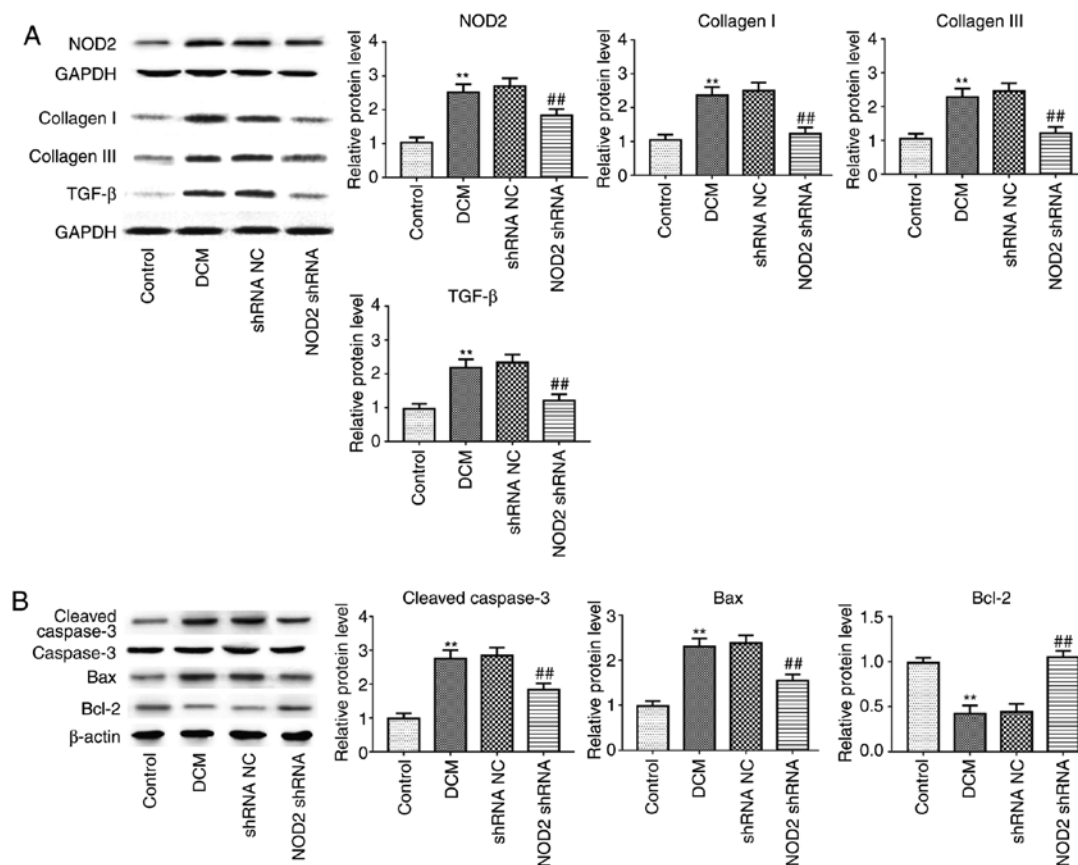 A
NOD2
GAPDH
Collagen I
Collagen III
TGF-β
GAPDH
Control
DCM
shRNA NC
NOD2 shRNA
NOD2
Relative protein level
4
3
2
1
0
**
##
Control
DCM
shRNA NC
NOD2 shRNA
Collagen I
Relative protein level
4
3
2
1
0
**
##
Control
DCM
shRNA NC
NOD2 shRNA
Collagen III
Relative protein level
4
3
2
1
0
**
##
Control
DCM
shRNA NC
NOD2 shRNA
TGF-β
Relative protein level
4
3
2
1
0
**
##
Control
DCM
shRNA NC
NOD2 shRNA
B
Cleaved
caspase-3
Caspase-3
Bax
Bcl-2
β-actin
Control
DCM
shRNA NC
NOD2 shRNA
Cleaved caspase-3
Relative protein level
4
3
2
1
0
**
##
Control
DCM
shRNA NC
NOD2 shRNA
Bax
Relative protein level
3
2
1
0
**
##
Control
DCM
shRNA NC
NOD2 shRNA
Bcl-2
Relative protein level
1.5
1.0
0.5
0.0
**
##
Control
DCM
shRNA NC
NOD2 shRNA